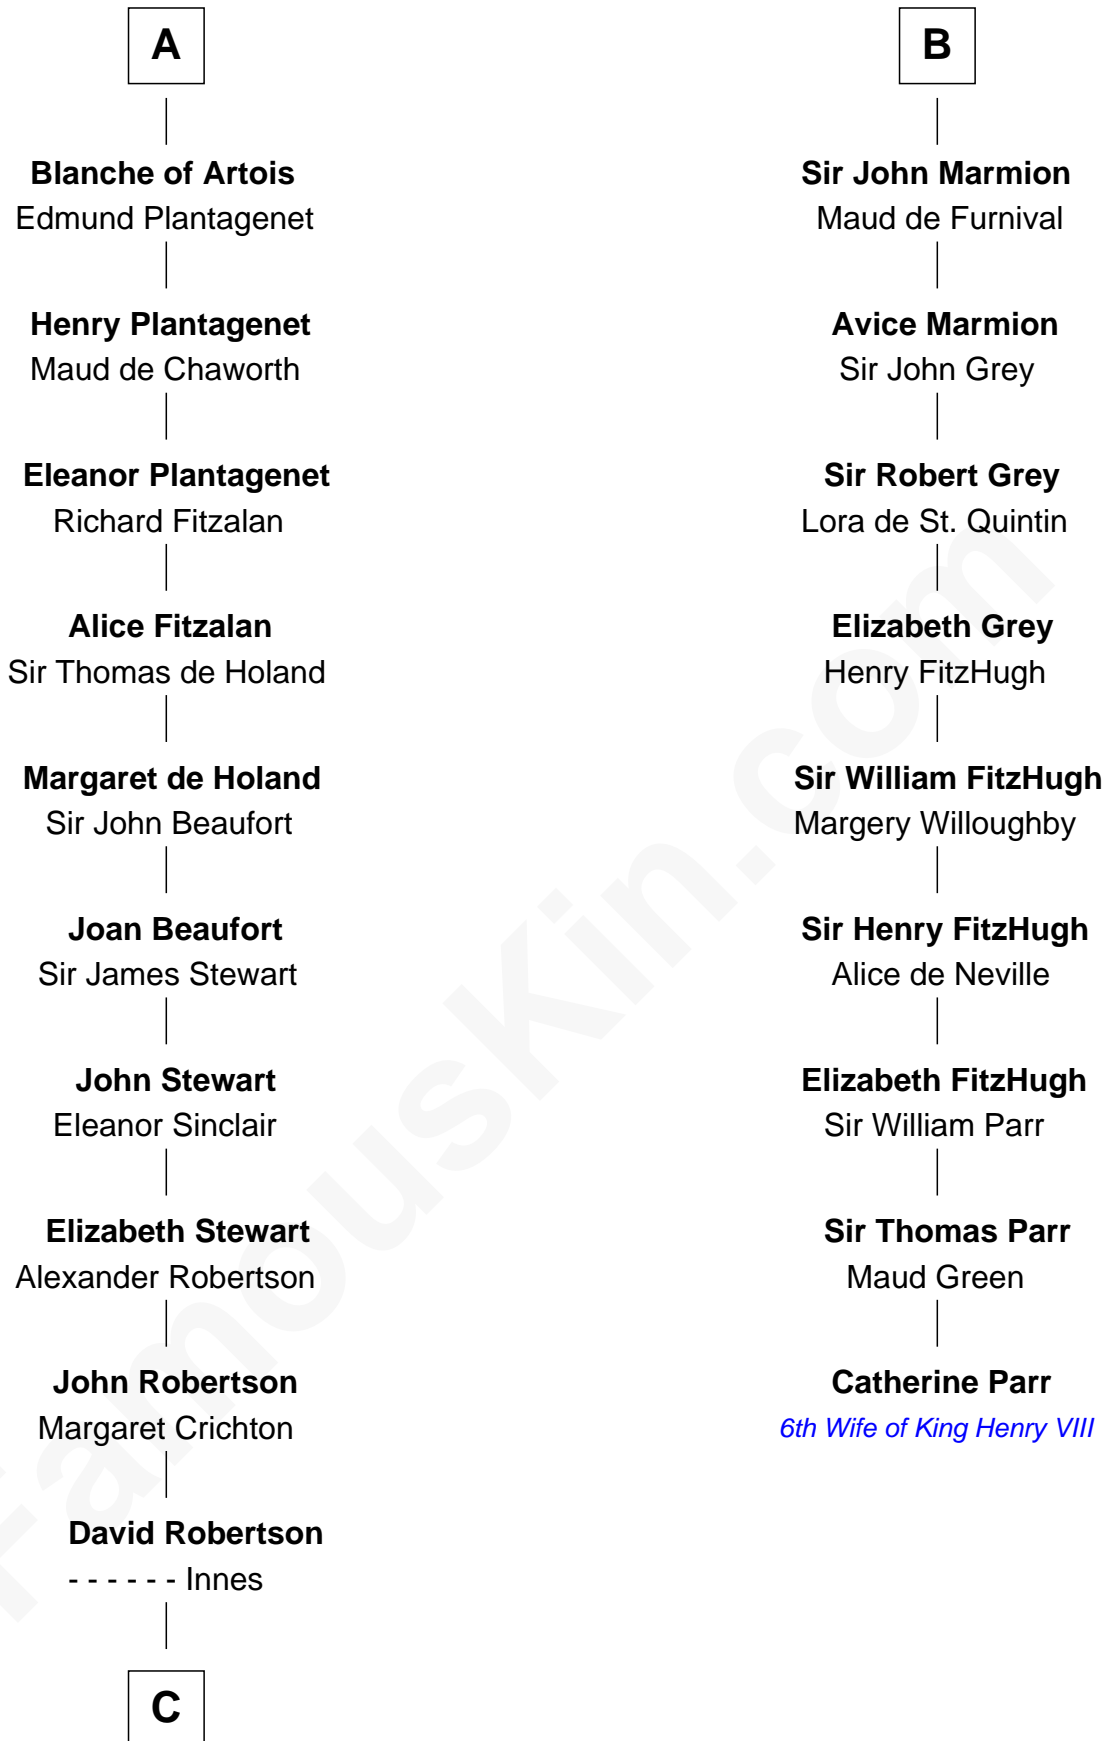 A
Blanche of Artois
Edmund Plantagenet
Henry Plantagenet
Maud de Chaworth
Eleanor Plantagenet
Richard Fitzalan
Alice Fitzalan
Sir Thomas de Holand
Margaret de Holand
Sir John Beaufort
Joan Beaufort
Sir James Stewart
John Stewart
Eleanor Sinclair
Elizabeth Stewart
Alexander Robertson
John Robertson
Margaret Crichton
David Robertson
- - - - - - Innes
C
B
Sir John Marmion
Maud de Furnival
Avice Marmion
Sir John Grey
Sir Robert Grey
Lora de St. Quintin
Elizabeth Grey
Henry FitzHugh
Sir William FitzHugh
Margery Willoughby
Sir Henry FitzHugh
Alice de Neville
Elizabeth FitzHugh
Sir William Parr
Sir Thomas Parr
Maud Green
Catherine Parr
6th Wife of King Henry VIII
FamousKin.com